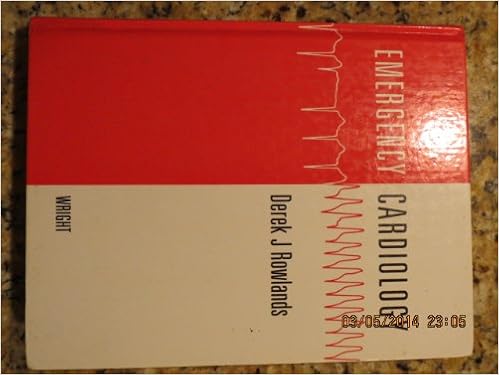 EMERGENCY CARDIOLOGY
Derek J Rowlands
WRIGHT
03/05/2014 23:05